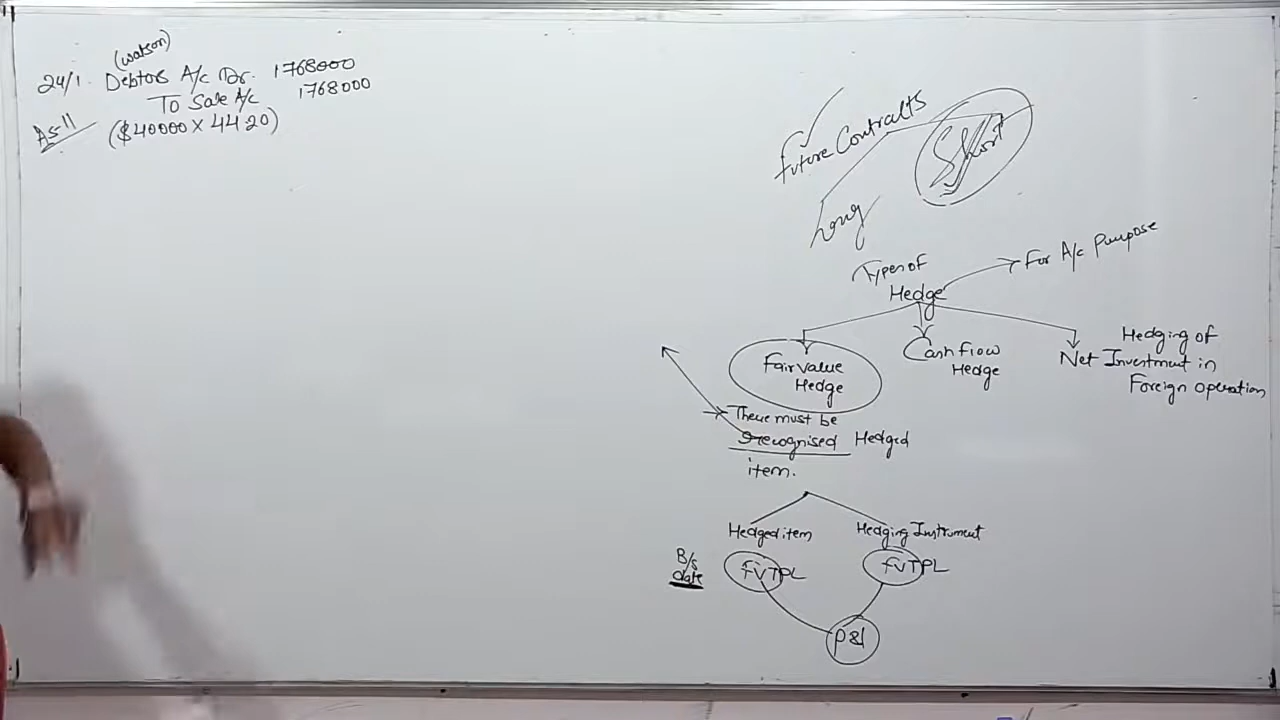 (Watson)
24/1. Debtors A/c Dr. 1768000
To Sale A/c 1768000
AS 11
($40000 X 44.20)
Future Contralts
Short
Long
Types of
Hedge
For A/c Purpose
Fair value
Hedge
Cash flow
Hedge
Hedging of
Net Investment in
Foreign operation
There must be
recognised Hedged
item.
Hedged item
Hedging Instrument
B/s
date
FVTPL
FVTPL
P&l